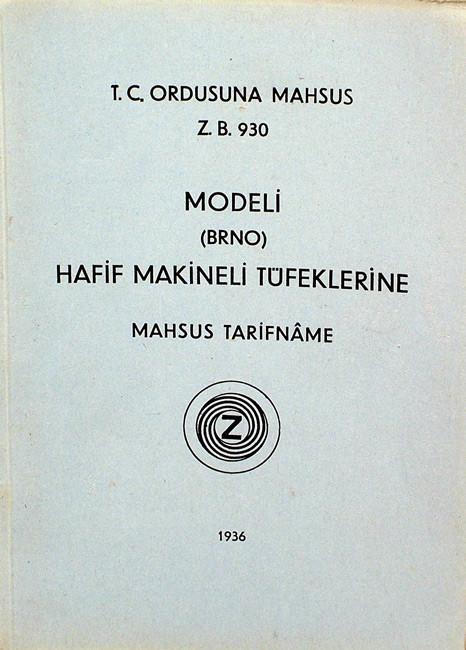 T. C. ORDUSUNA MAHSUS
Z. B. 930
MODELİ
(BRNO)
HAFİF MAKİNELİ TÜFEKLERİNE
MAHSUS TARİFNÂME
Z
1936